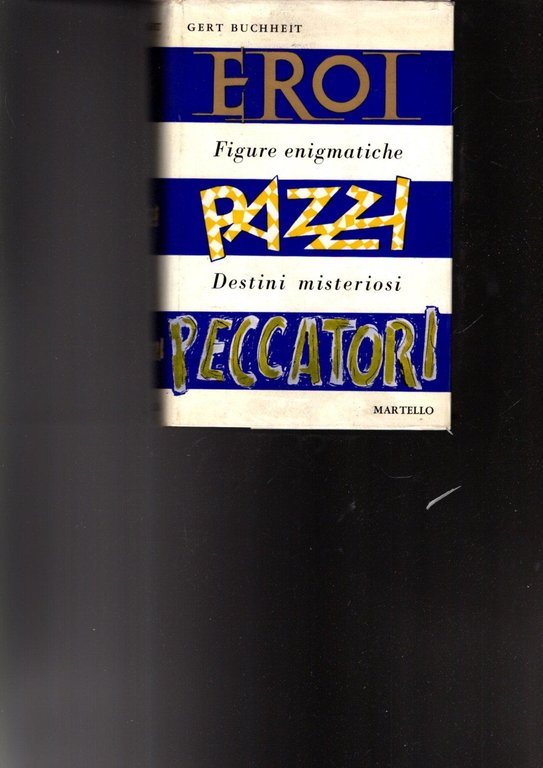 GERT BUCHHEIT
EROI
Figure enigmatiche
PAZZI
Destini misteriosi
PECCATORI
MARTELLO